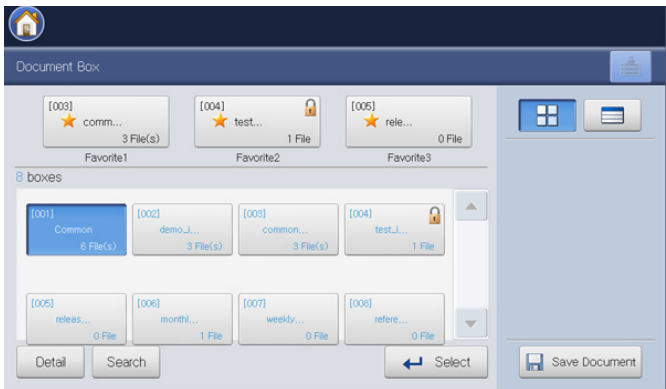 Document Box
[003]
comm...
3 File(s)
Favorite1
[004]
test...
1 File
Favorite2
[005]
rele...
0 File
Favorite3
8 boxes
[001]
Common
6 File(s)
[002]
demo_i...
3 File(s)
[003]
common...
3 File(s)
[004]
test_i...
1 File
[005]
releas...
0 File
[006]
monthl...
1 File
[007]
weekly...
0 File
[008]
refere...
0 File
Detail
Search
Select
Save Document